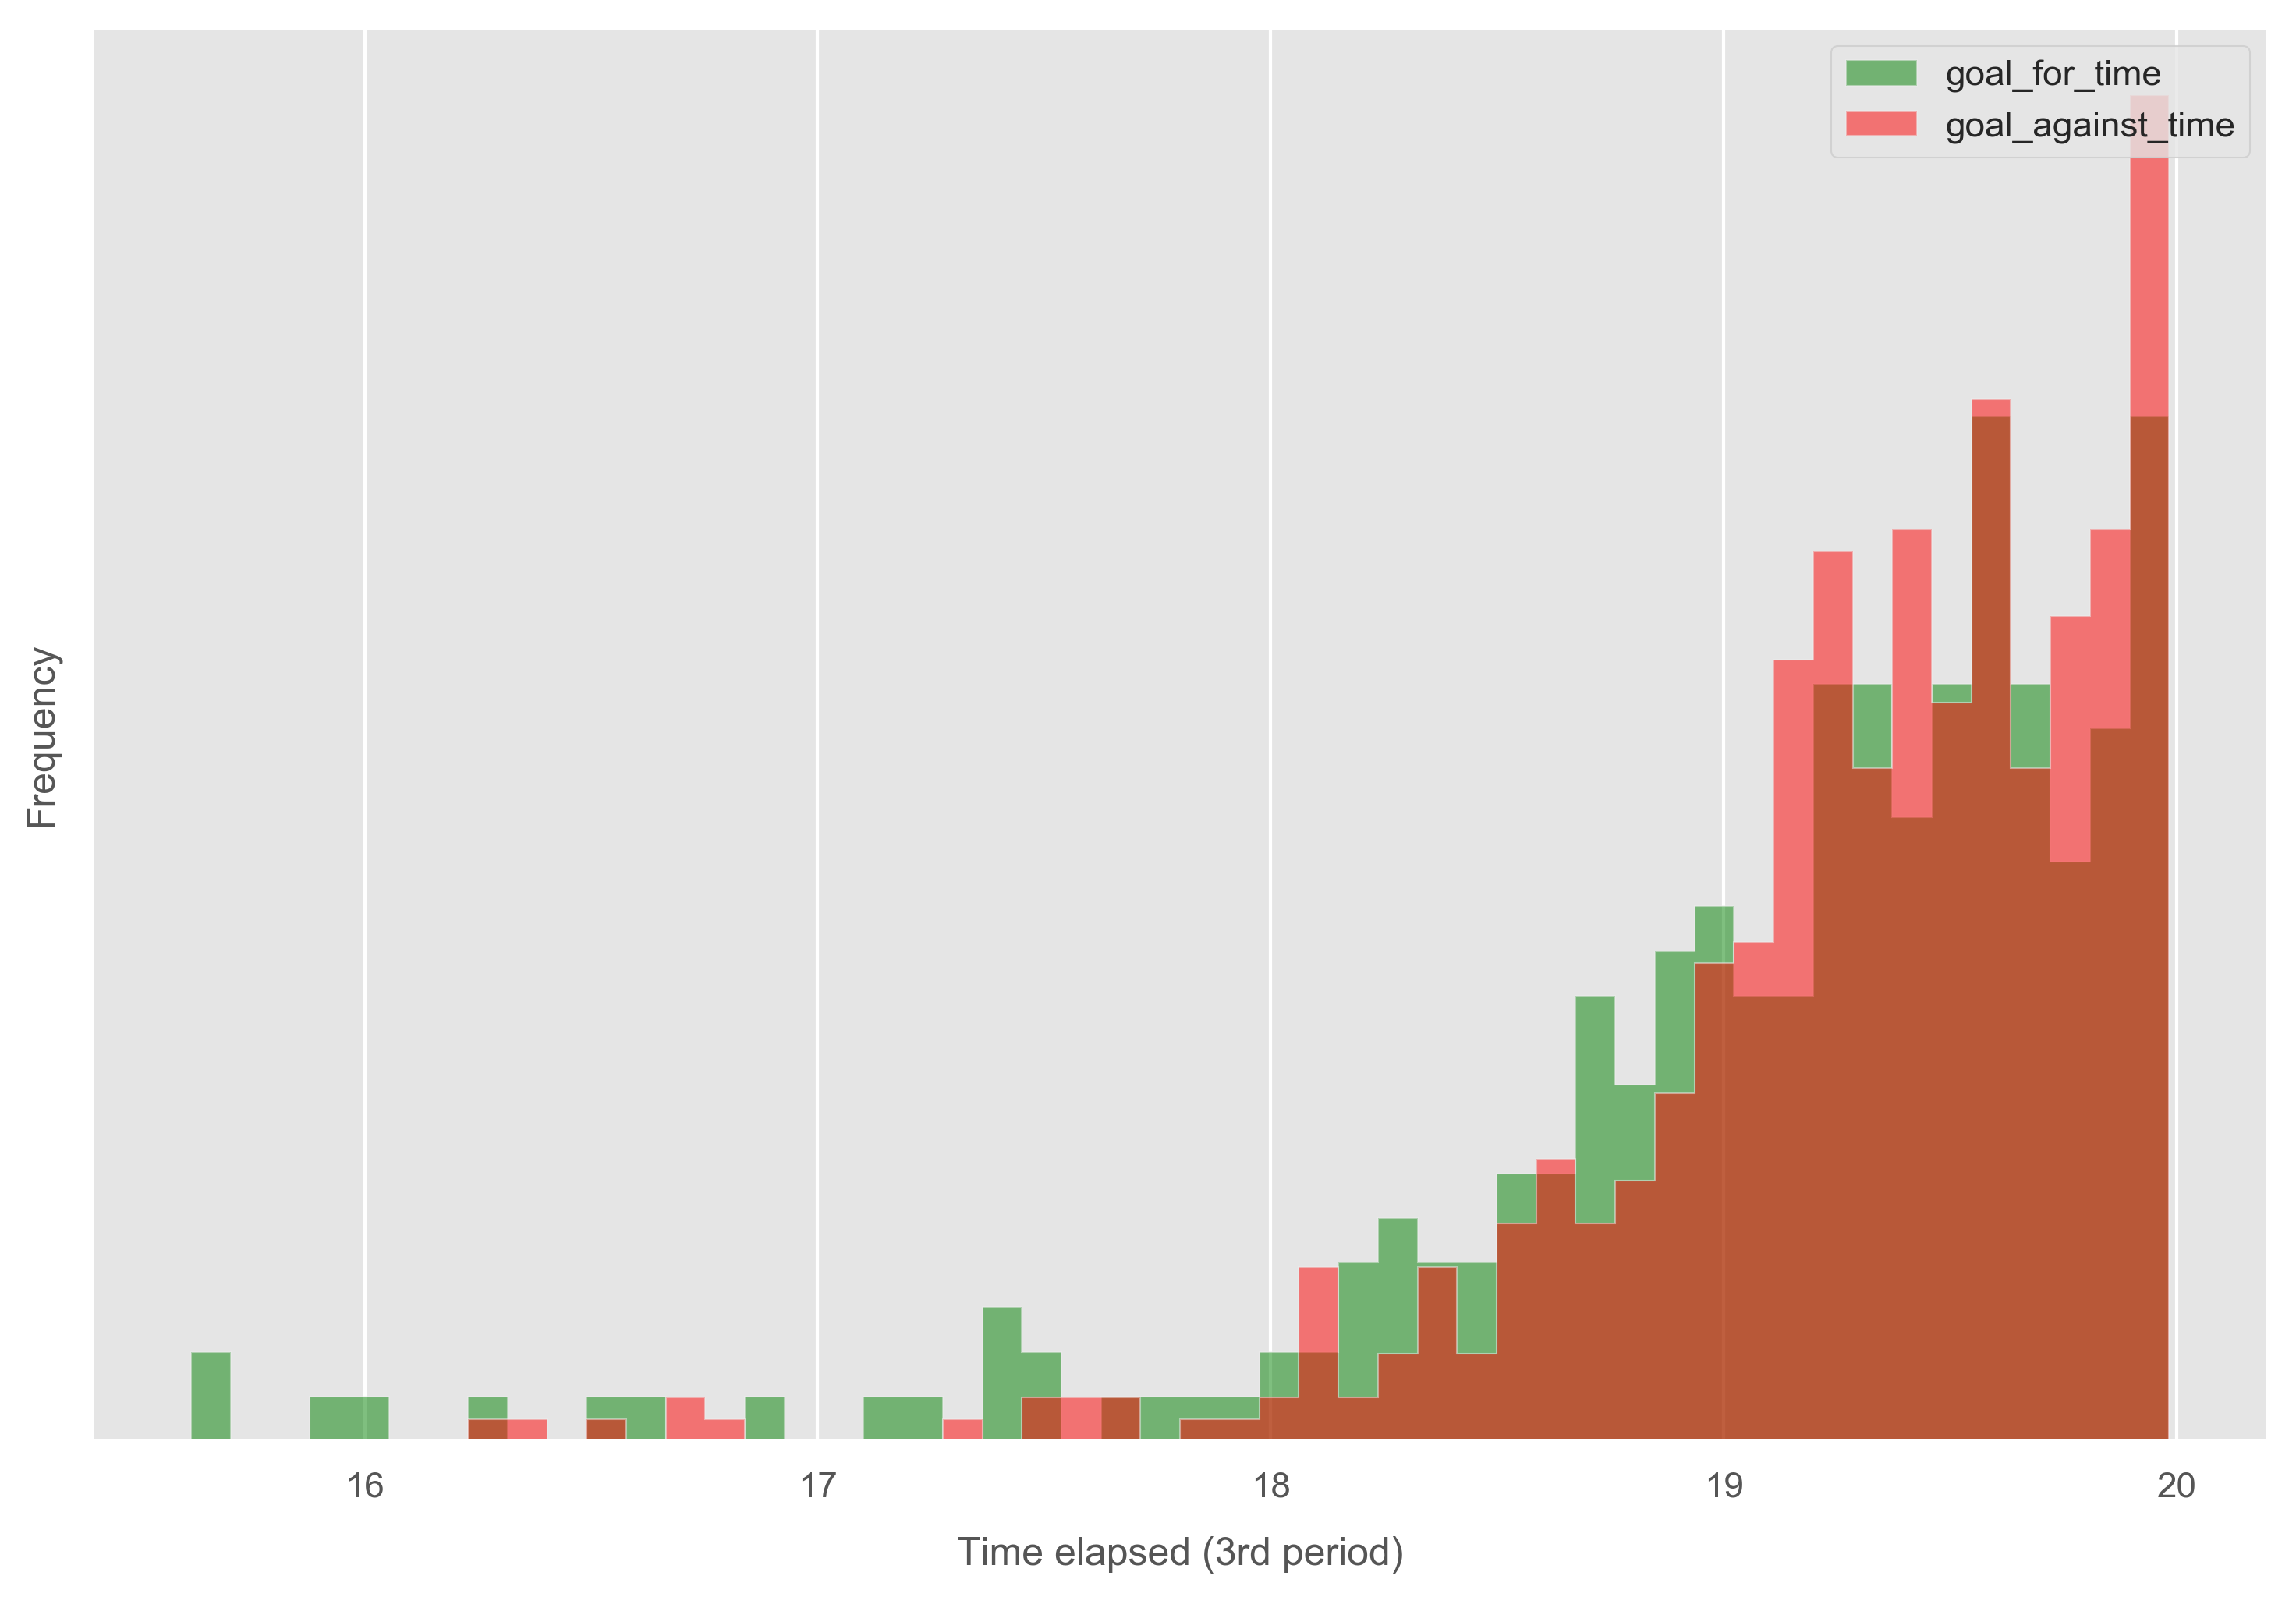 goal_for_time
goal_against_time
Frequency
16 17 18 19 20
Time elapsed (3rd period)